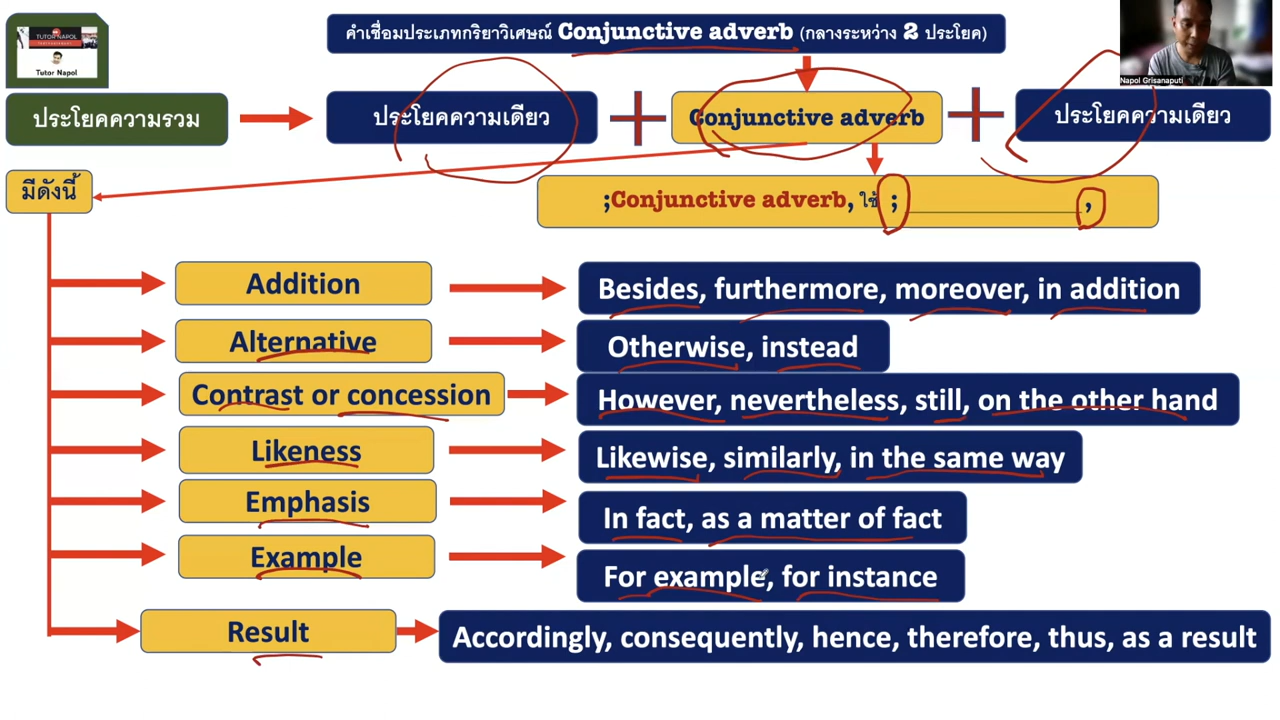 คำเชื่อมประเภทกริยาวิเศษณ์ Conjunctive adverb (กลางระหว่าง 2 ประโยค)
TUTOR NAPOL
Tutor Napol
Napol Grisanaputi
ประโยคความรวม
ประโยคความเดียว
Conjunctive adverb
ประโยคความเดียว
มีดังนี้
;Conjunctive adverb, ใช้ ; ____________ ,
Addition
Besides, furthermore, moreover, in addition
Alternative
Otherwise, instead
Contrast or concession
However, nevertheless, still, on the other hand
Likeness
Likewise, similarly, in the same way
Emphasis
In fact, as a matter of fact
Example
For example, for instance
Result
Accordingly, consequently, hence, therefore, thus, as a result